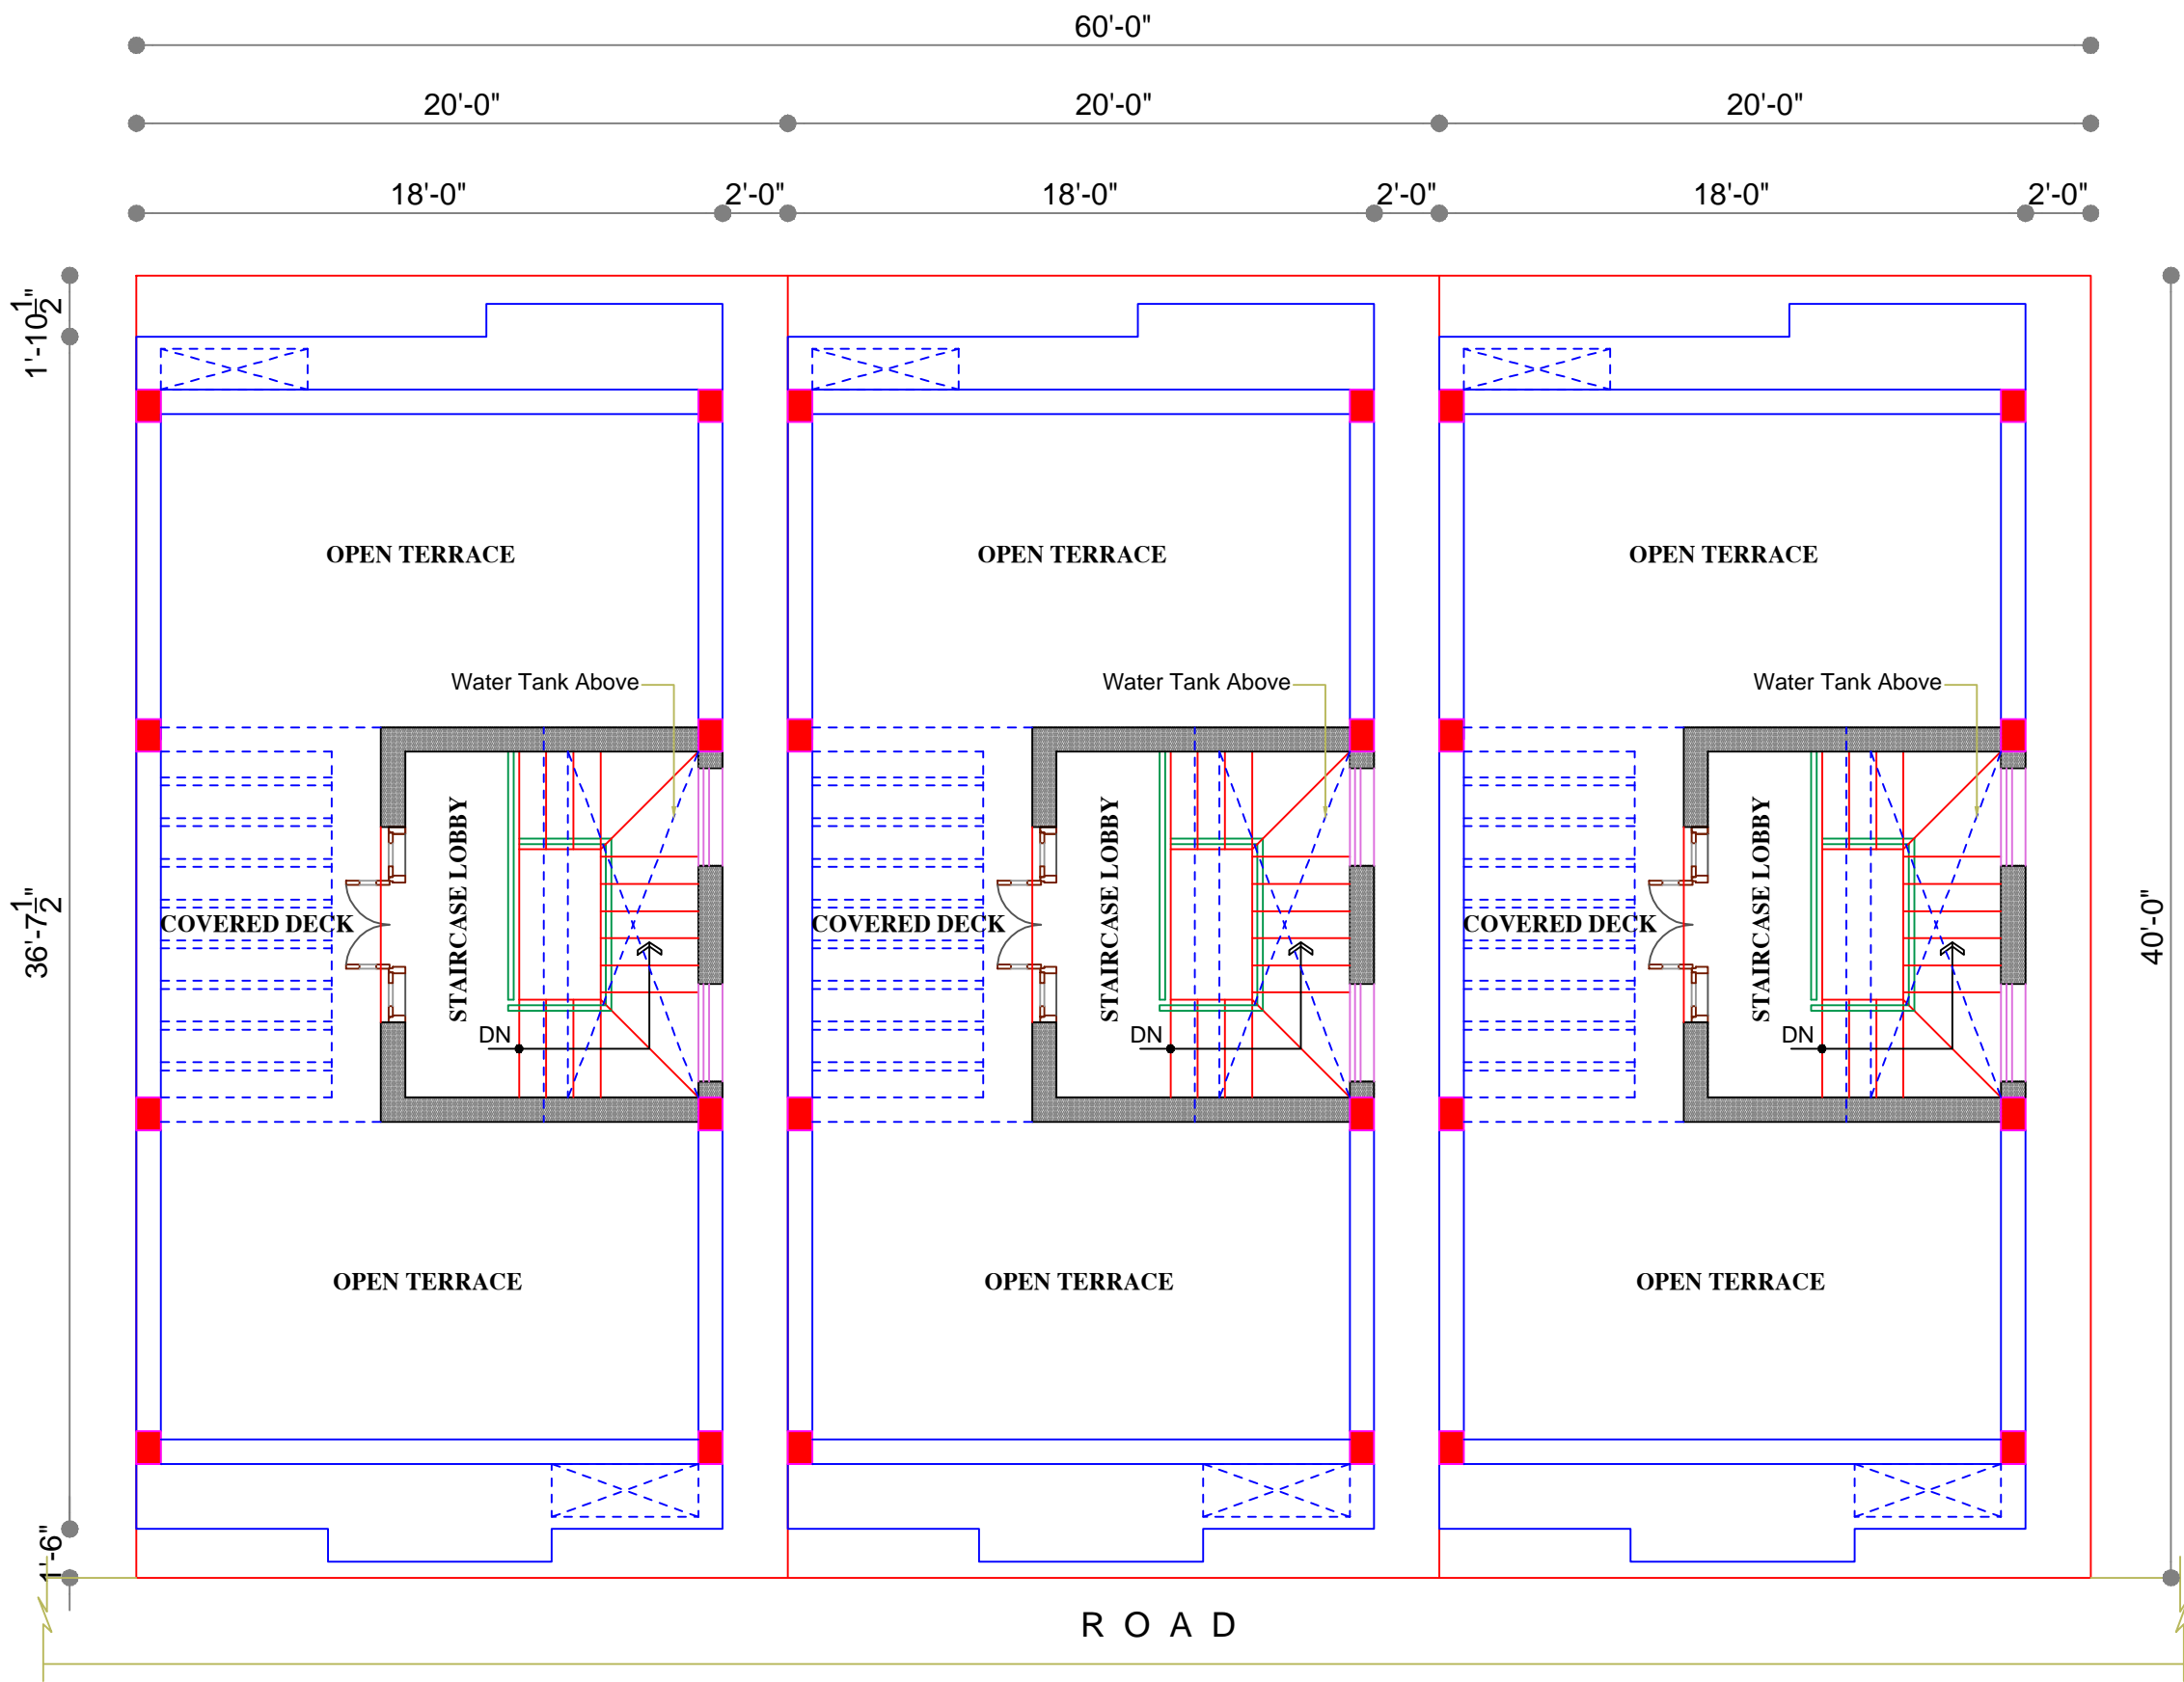 60'-0"
20'-0" 20'-0" 20'-0"
18'-0" 2'-0" 18'-0" 2'-0" 18'-0" 2'-0"
1'-10 1/2"
OPEN TERRACE OPEN TERRACE OPEN TERRACE
Water Tank Above Water Tank Above Water Tank Above
36'-7 1/2"
COVERED DECK STAIRCASE LOBBY COVERED DECK STAIRCASE LOBBY COVERED DECK STAIRCASE LOBBY
40'-0"
DN DN DN
OPEN TERRACE OPEN TERRACE OPEN TERRACE
1'-6"
R O A D